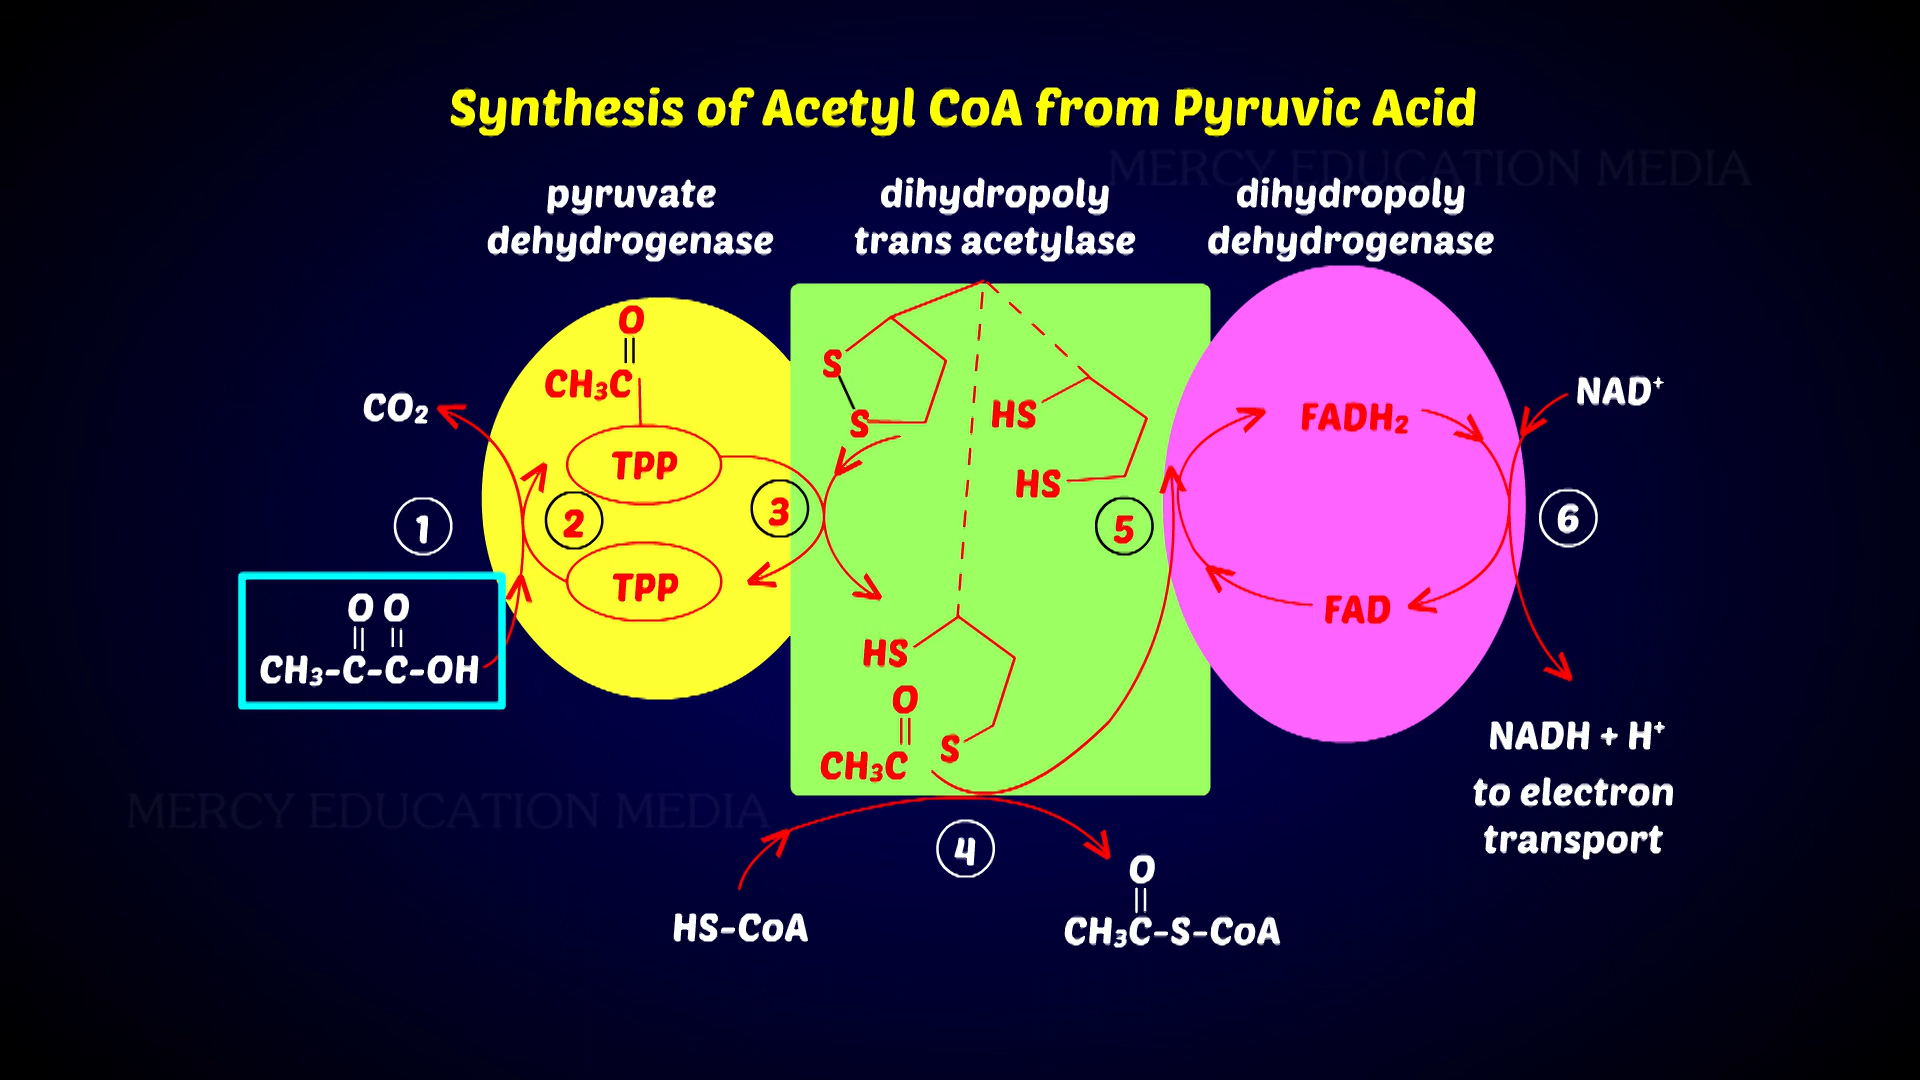 Synthesis of Acetyl CoA from Pyruvic Acid
MERCY EDUCATION MEDIA
pyruvate
dehydrogenase
dihydropoly
trans acetylase
dihydropoly
dehydrogenase
O
CH₃C
TPP
TPP
CO₂
1
2
3
O O
CH₃-C-C-OH
S
S
HS
HS
5
HS
O
CH₃C
S
FADH₂
FAD
NAD⁺
6
NADH + H⁺
to electron
transport
MERCY EDUCATION MEDIA
4
HS-CoA
O
CH₃C-S-CoA